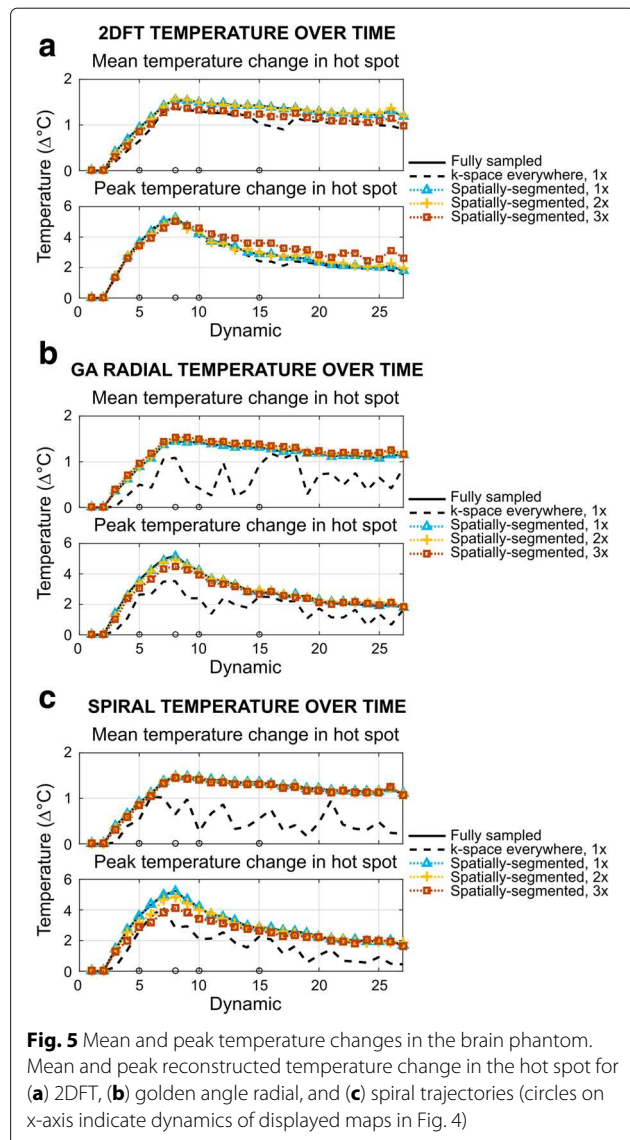 a
2DFT TEMPERATURE OVER TIME
Mean temperature change in hot spot
2
1
0
Peak temperature change in hot spot
6
4
2
0
0 5 10 15 20 25
Temperature (Δ°C)
Dynamic
Fully sampled
k-space everywhere, 1x
Spatially-segmented, 1x
Spatially-segmented, 2x
Spatially-segmented, 3x
b
GA RADIAL TEMPERATURE OVER TIME
Mean temperature change in hot spot
2
1
0
Peak temperature change in hot spot
6
4
2
0
0 5 10 15 20 25
Temperature (Δ°C)
Dynamic
Fully sampled
k-space everywhere, 1x
Spatially-segmented, 1x
Spatially-segmented, 2x
Spatially-segmented, 3x
c
SPIRAL TEMPERATURE OVER TIME
Mean temperature change in hot spot
2
1
0
Peak temperature change in hot spot
6
4
2
0
0 5 10 15 20 25
Temperature (Δ°C)
Dynamic
Fully sampled
k-space everywhere, 1x
Spatially-segmented, 1x
Spatially-segmented, 2x
Spatially-segmented, 3x
Fig. 5 Mean and peak temperature changes in the brain phantom.
Mean and peak reconstructed temperature change in the hot spot for
(a) 2DFT, (b) golden angle radial, and (c) spiral trajectories (circles on
x-axis indicate dynamics of displayed maps in Fig. 4)